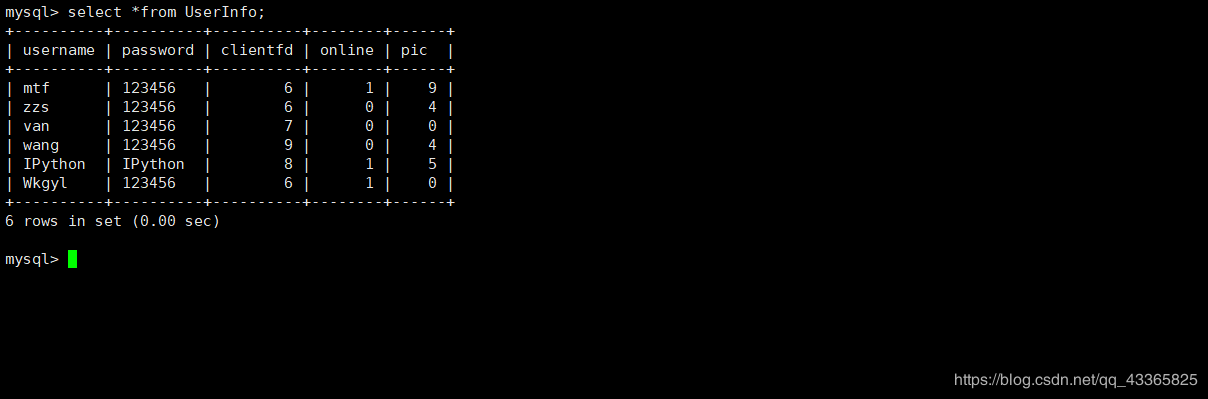 mysql> select *from UserInfo;
+----------+----------+----------+--------+------+
| username | password | clientfd | online | pic  |
+----------+----------+----------+--------+------+
| mtf      | 123456   |        6 |      1 |    9 |
| zzs      | 123456   |        6 |      0 |    4 |
| van      | 123456   |        7 |      0 |    0 |
| wang     | 123456   |        9 |      0 |    4 |
| IPython  | IPython  |        8 |      1 |    5 |
| Wkgyl    | 123456   |        6 |      1 |    0 |
+----------+----------+----------+--------+------+
6 rows in set (0.00 sec)
mysql>
https://blog.csdn.net/qq_43365825